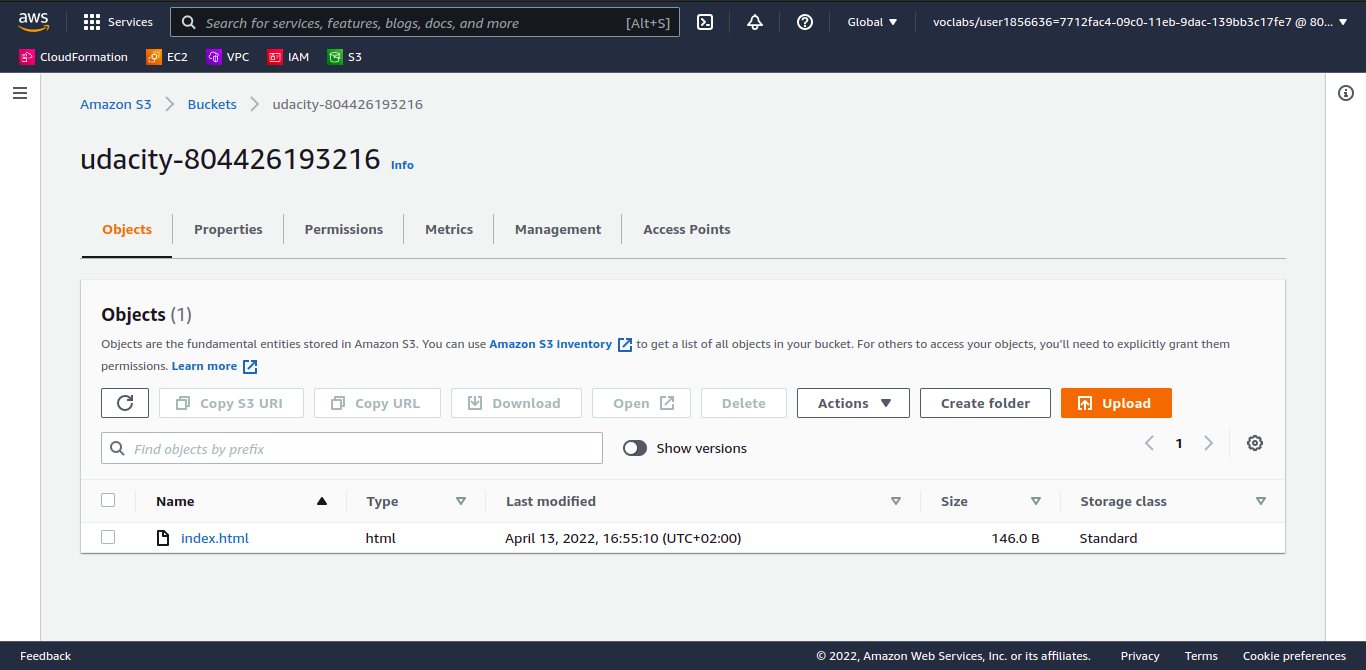 aws Services Search for services, features, blogs, docs, and more [Alt+S] Global voclabs/user1856636=7712fac4-09c0-11eb-9dac-139bb3c17fe7 @ 80...
CloudFormation EC2 VPC IAM S3
Amazon S3 Buckets udacity-804426193216
udacity-804426193216 Info
Objects Properties Permissions Metrics Management Access Points
Objects (1)
Objects are the fundamental entities stored in Amazon S3. You can use Amazon S3 inventory to get a list of all objects in your bucket. For others to access your objects, you'll need to explicitly grant them
permissions. Learn more
Copy S3 URI Copy URL Download Open Delete Actions Create folder Upload
Find objects by prefix Show versions 1
Name Type Last modified Size Storage class
index.html html April 13, 2022, 16:55:10 (UTC+02:00) 146.0 B Standard
Feedback © 2022, Amazon Web Services, Inc. or its affiliates. Privacy Terms Cookie preferences